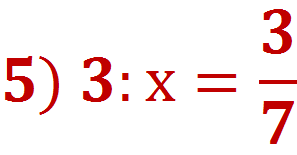 5) 3: x = 3/7